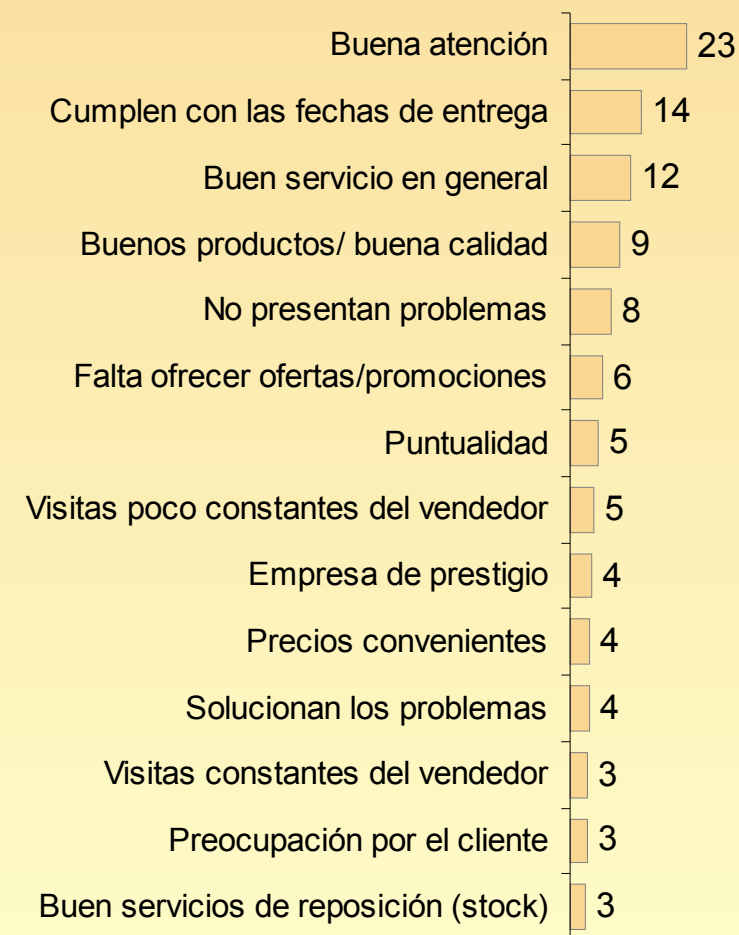 Buena atención 23
Cumplen con las fechas de entrega 14
Buen servicio en general 12
Buenos productos/ buena calidad 9
No presentan problemas 8
Falta ofrecer ofertas/promociones 6
Puntualidad 5
Visitas poco constantes del vendedor 5
Empresa de prestigio 4
Precios convenientes 4
Solucionan los problemas 4
Visitas constantes del vendedor 3
Preocupación por el cliente 3
Buen servicios de reposición (stock) 3